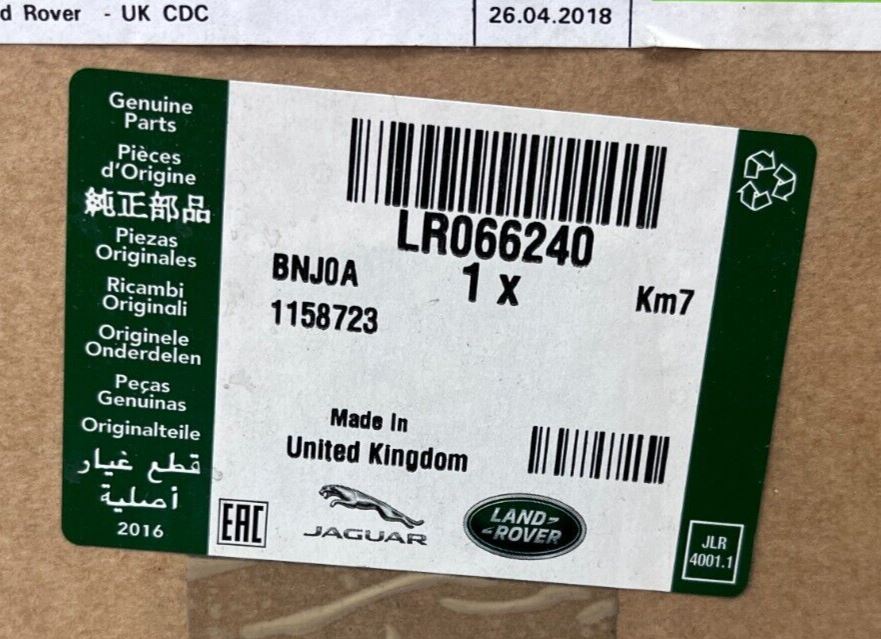 d Rover - UK CDC
26.04.2018
Genuine
Parts
Pièces
d'Origine
純正部品
Piezas
Originales
Ricambi
Originali
Originele
Onderdelen
Peças
Genuinas
Originalteile
قطع غيار
أصلية
2016
LR066240
BNJ0A
1 x
Km7
1158723
Made In
United Kingdom
EAC
JAGUAR
LAND-
-ROVER
JLR
4001.1